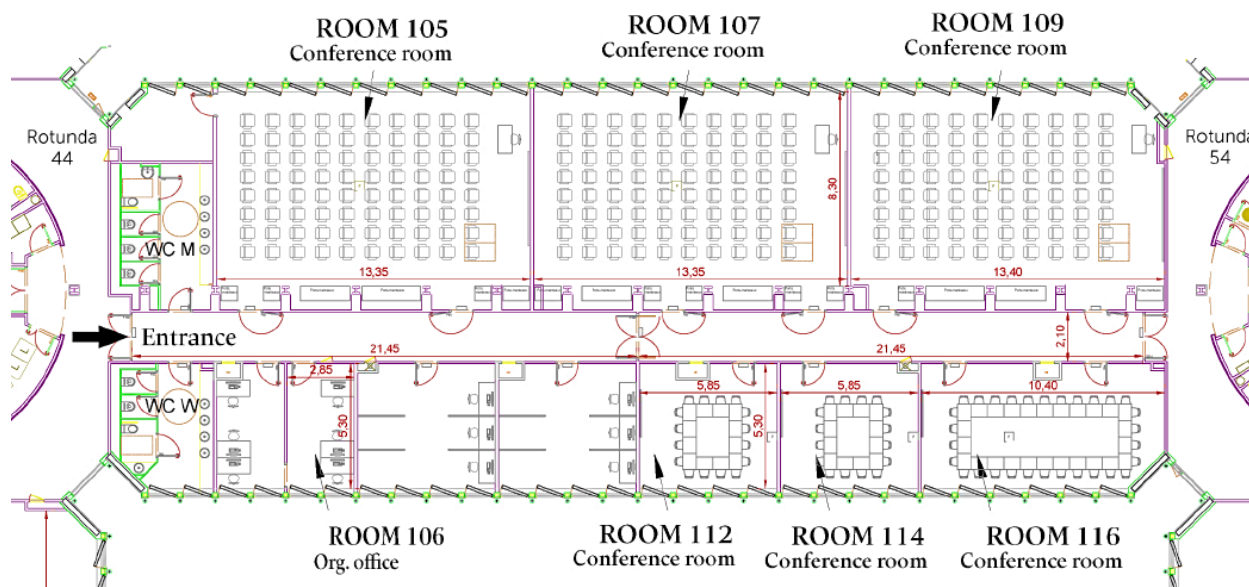 ROOM 105
Conference room
ROOM 107
Conference room
ROOM 109
Conference room
Rotunda
44
Rotunda
54
8,30
WC M
13,35
13,35
13,40
Entrance
21,45
21,45
2,10
2,85
5,85
5,85
10,40
WC W
5,30
5,30
L
L
ROOM 106
Org. office
ROOM 112
Conference room
ROOM 114
Conference room
ROOM 116
Conference room